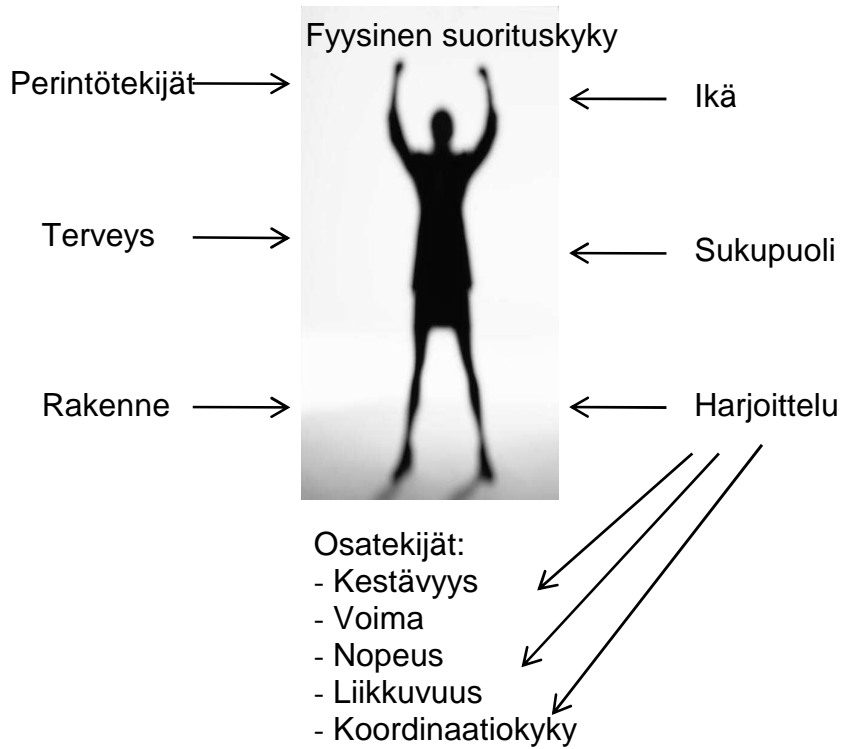 Fyysinen suorituskyky
Perintötekijät
Ikä
Terveys
Sukupuoli
Rakenne
Harjoittelu
Osatekijät:
- Kestävyys
- Voima
- Nopeus
- Liikkuvuus
- Koordinaatiokyky